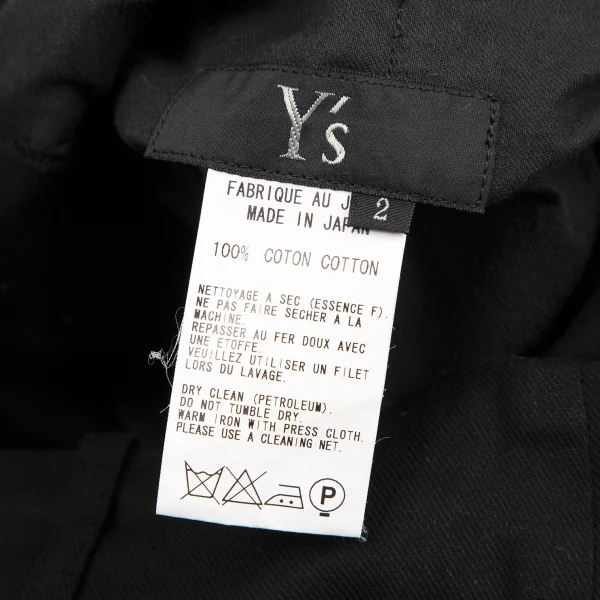 Y's
2
FABRIQUE AU J
MADE IN JAPAN
100% COTON COTTON
NETTOYAGE A SEC (ESSENCE F).
NE PAS FAIRE SECHER A LA
MACHINE.
REPASSER AU FER DOUX AVEC
UNE ETOFFE.
VEUILLEZ UTILISER UN FILET
LORS DU LAVAGE.
DRY CLEAN (PETROLEUM).
DO NOT TUMBLE DRY.
WARM IRON WITH PRESS CLOTH.
PLEASE USE A CLEANING NET.
P